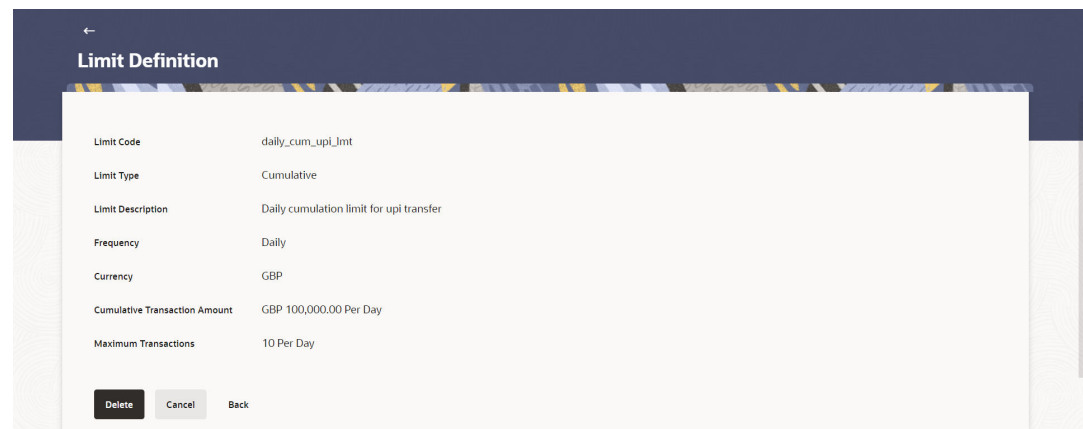 ←
Limit Definition
Limit Code daily_cum_upi_lmt
Limit Type Cumulative
Limit Description Daily cumulation limit for upi transfer
Frequency Daily
Currency GBP
Cumulative Transaction Amount GBP 100,000.00 Per Day
Maximum Transactions 10 Per Day
Delete Cancel Back